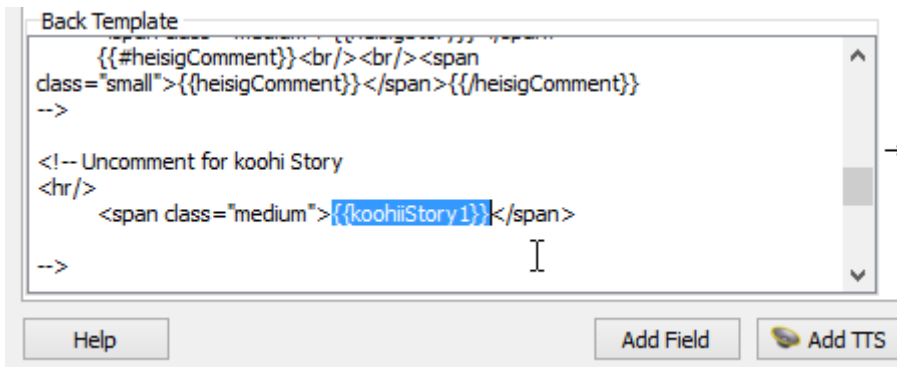 Back Template
{{#heisigComment}}<br/><br/><span
class="small">{{heisigComment}}</span>{{/heisigComment}}
-->
<!-- Uncomment for koohi Story
<hr/>
<span class="medium">{{koohiiStory1}}</span>
-->
Help
Add Field
Add TTS